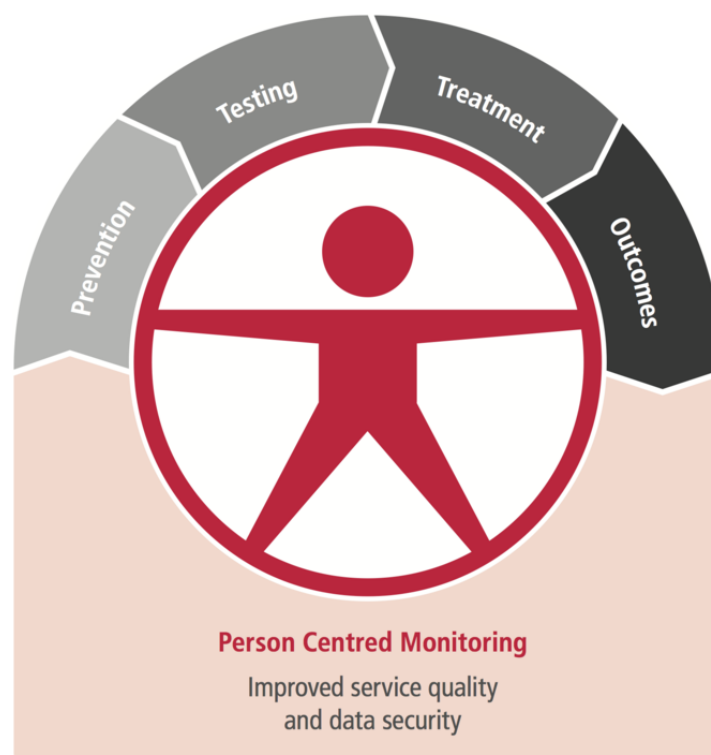 Prevention
Testing
Treatment
Outcomes
Person Centred Monitoring
Improved service quality
and data security